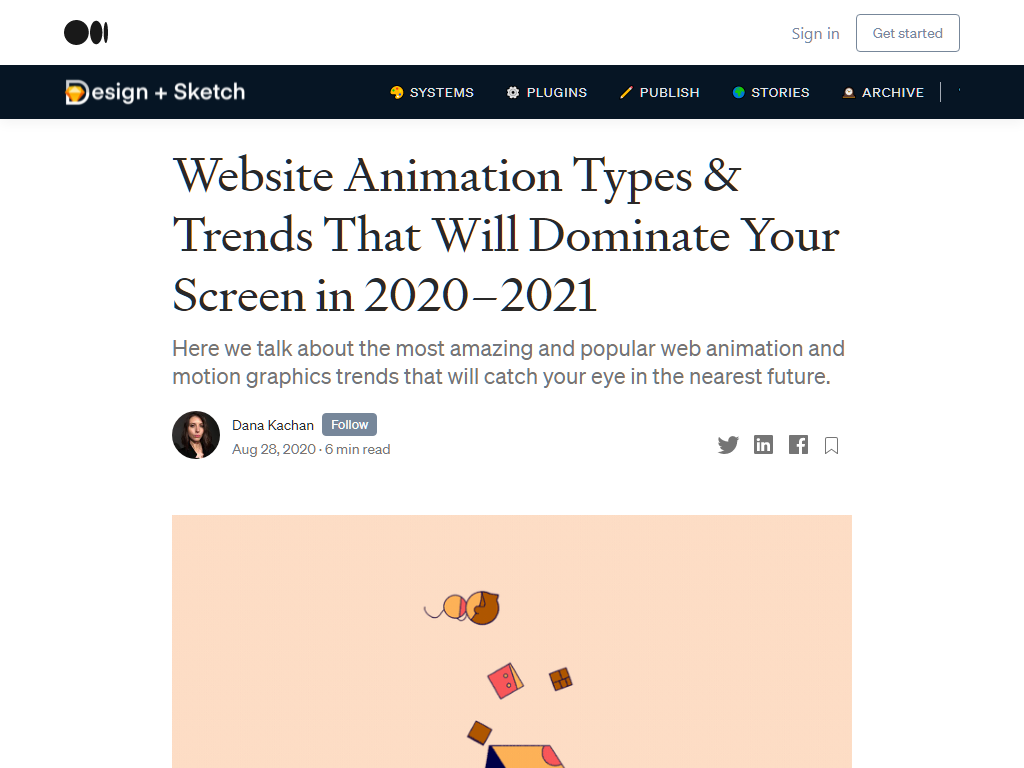 Sign in
Get started
Design + Sketch
SYSTEMS
PLUGINS
PUBLISH
STORIES
ARCHIVE
Website Animation Types &
Trends That Will Dominate Your
Screen in 2020–2021
Here we talk about the most amazing and popular web animation and
motion graphics trends that will catch your eye in the nearest future.
Dana Kachan
Follow
Aug 28, 2020 · 6 min read